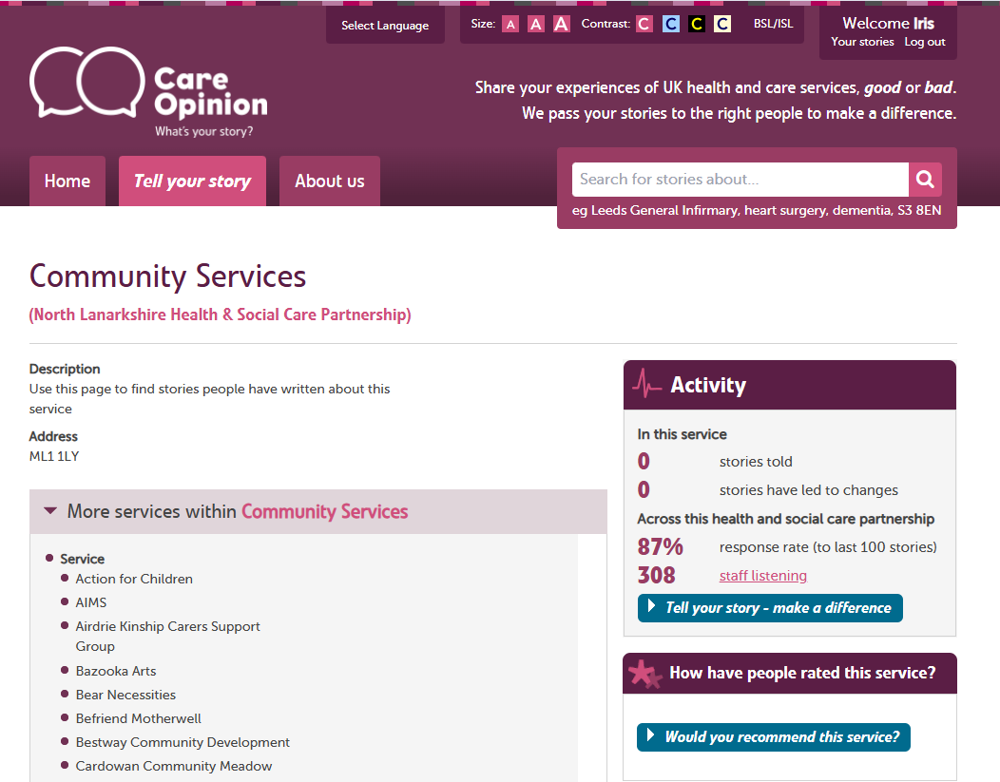 Select Language
Size: A A A Contrast: C C C C BSL/ISL
Welcome Iris
Your stories Log out
Care
Opinion
What's your story?
Share your experiences of UK health and care services, good or bad.
We pass your stories to the right people to make a difference.
Home
Tell your story
About us
Search for stories about...
eg Leeds General Infirmary, heart surgery, dementia, S3 8EN
Community Services
(North Lanarkshire Health & Social Care Partnership)
Description
Use this page to find stories people have written about this
service
Address
ML1 1LY
More services within Community Services
Service
Action for Children
AIMS
Airdrie Kinship Carers Support
Group
Bazooka Arts
Bear Necessities
Befriend Motherwell
Bestway Community Development
Cardowan Community Meadow
Activity
In this service
0 stories told
0 stories have led to changes
Across this health and social care partnership
87% response rate (to last 100 stories)
308 staff listening
Tell your story - make a difference
How have people rated this service?
Would you recommend this service?